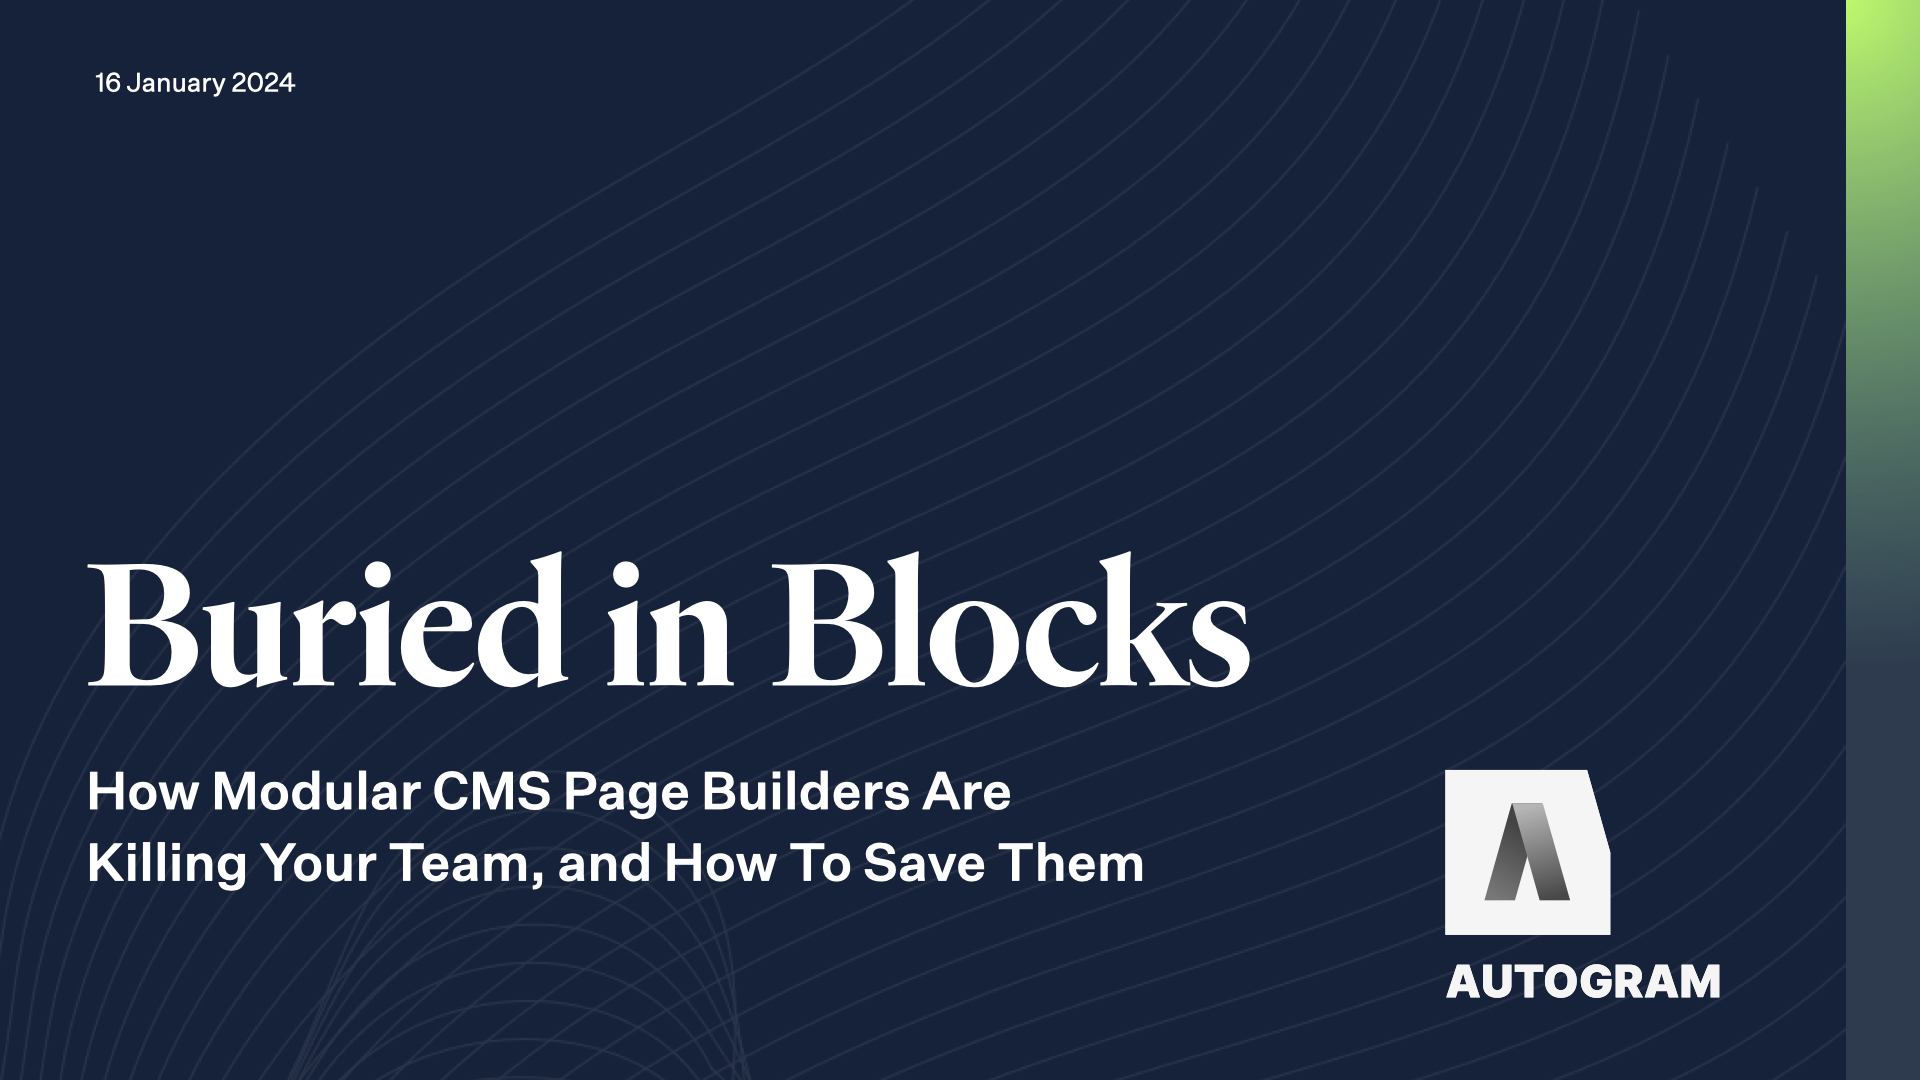 16 January 2024
Buried in Blocks
How Modular CMS Page Builders Are
Killing Your Team, and How To Save Them
AUTOGRAM